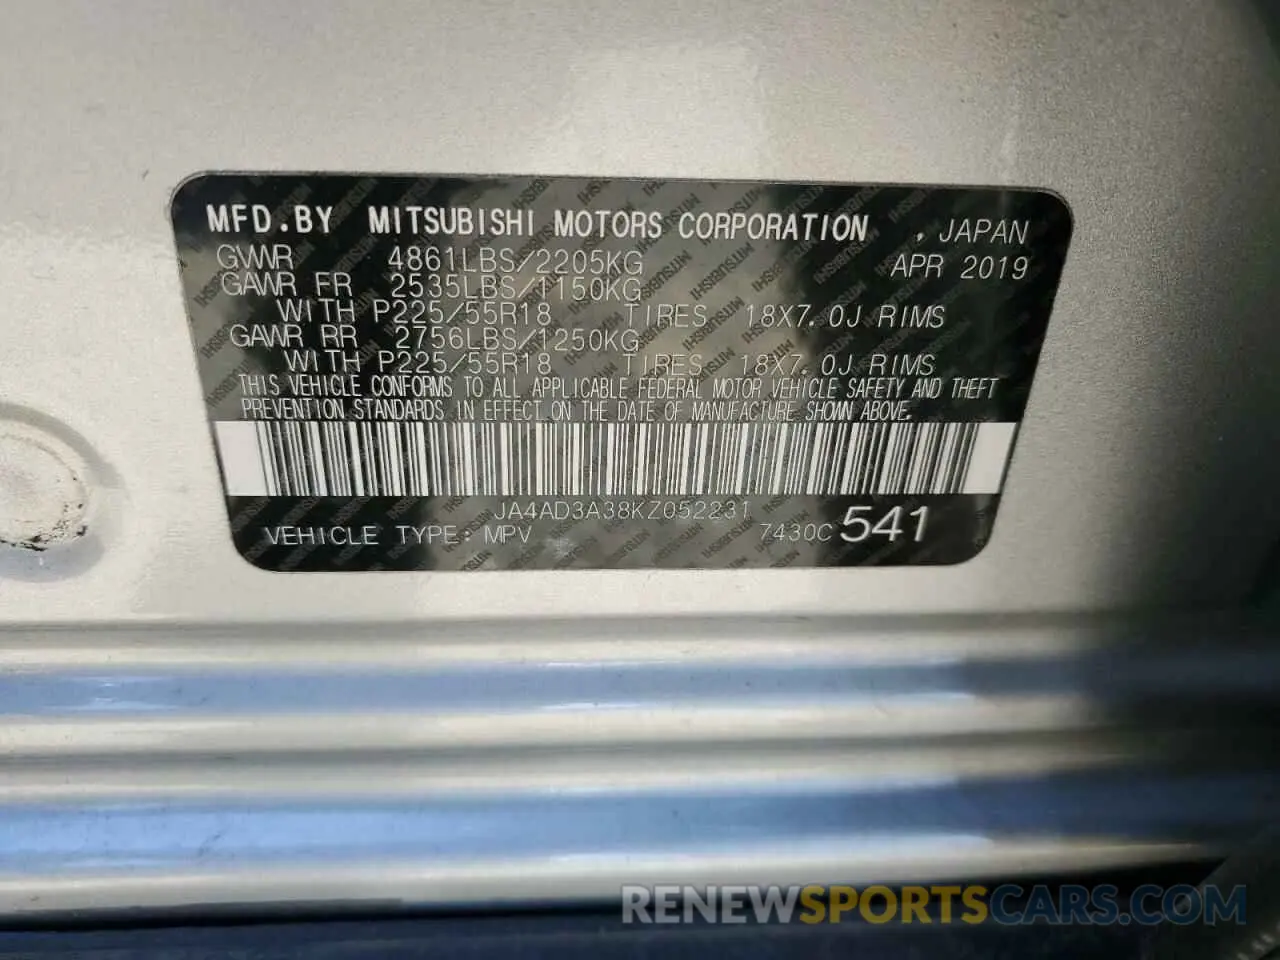 MFD.BY MITSUBISHI MOTORS CORPORATION , JAPAN
GVWR 4861LBS/2205KG APR 2019
GAWR FR 2535LBS/1150KG
WITH P225/55R18 TIRES 18X7.0J RIMS
GAWR RR 2756LBS/1250KG
WITH P225/55R18 TIRES 18X7.0J RIMS
THIS VEHICLE CONFORMS TO ALL APPLICABLE FEDERAL MOTOR VEHICLE SAFETY AND THEFT
PREVENTION STANDARDS IN EFFECT ON THE DATE OF MANUFACTURE SHOWN ABOVE.
JA4AD3A38KZ052231
VEHICLE TYPE: MPV 7430C 541
RENEWSPORTSCARS.COM